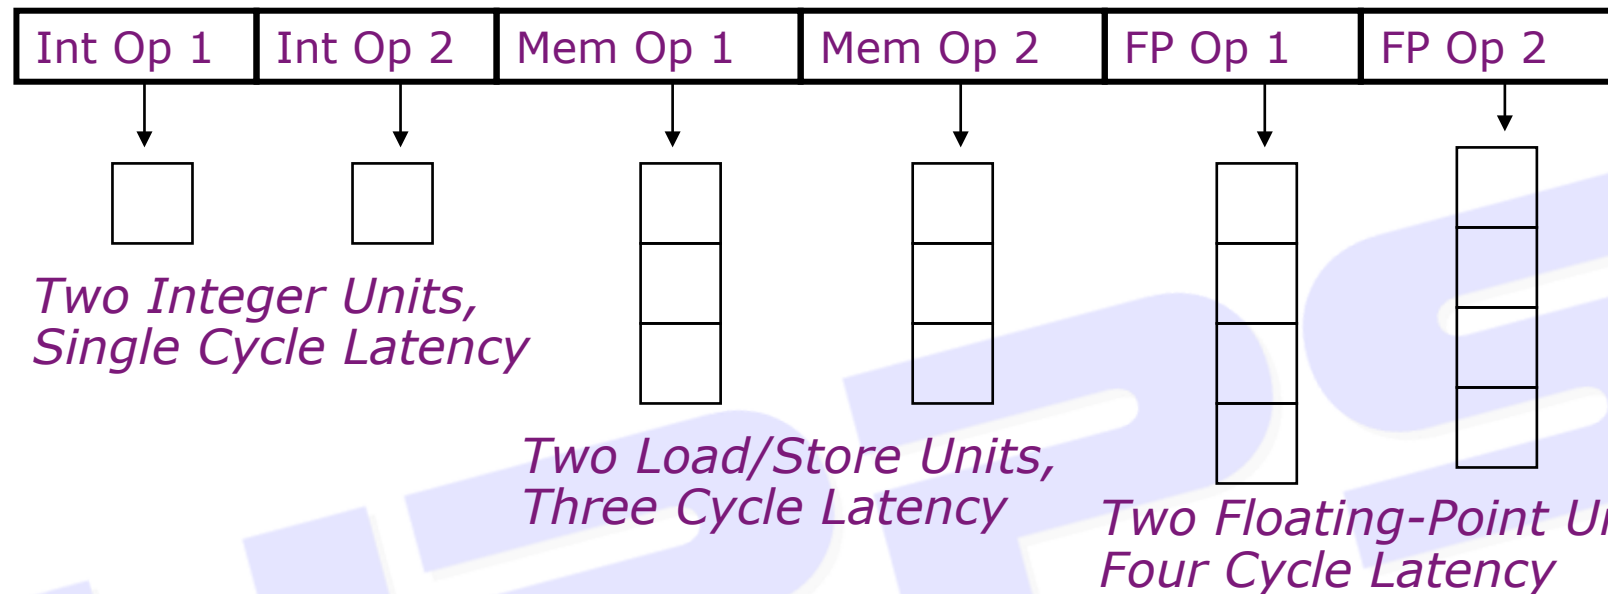 Int Op 1 Int Op 2 Mem Op 1 Mem Op 2 FP Op 1 FP Op 2
Two Integer Units,
Single Cycle Latency
Two Load/Store Units,
Three Cycle Latency
Two Floating-Point
Four Cycle Latency